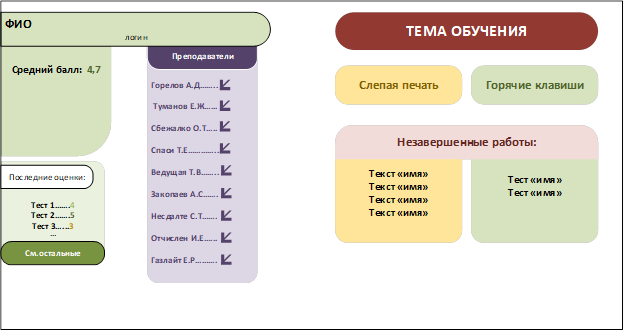 ФИО
логин
Средний балл: 4,7
Последние оценки:
Тест 1.......4
Тест 2.......5
Тест 3......3
...
См.остальные
Преподаватели
Горелов А.Д........
Туманов Е.Ж.....
Сбежалко О.Т.....
Спаси Т.Е..............
Ведущая Т.В........
Закопаев А.С.......
Несдалте С.Т.......
Отчислен И.Е......
Газлайт Е.Р..........
ТЕМА ОБУЧЕНИЯ
Слепая печать
Горячие клавиши
Незавершенные работы:
Текст «имя»
Текст «имя»
Текст «имя»
Текст «имя»
Тест «имя»
Тест «имя»